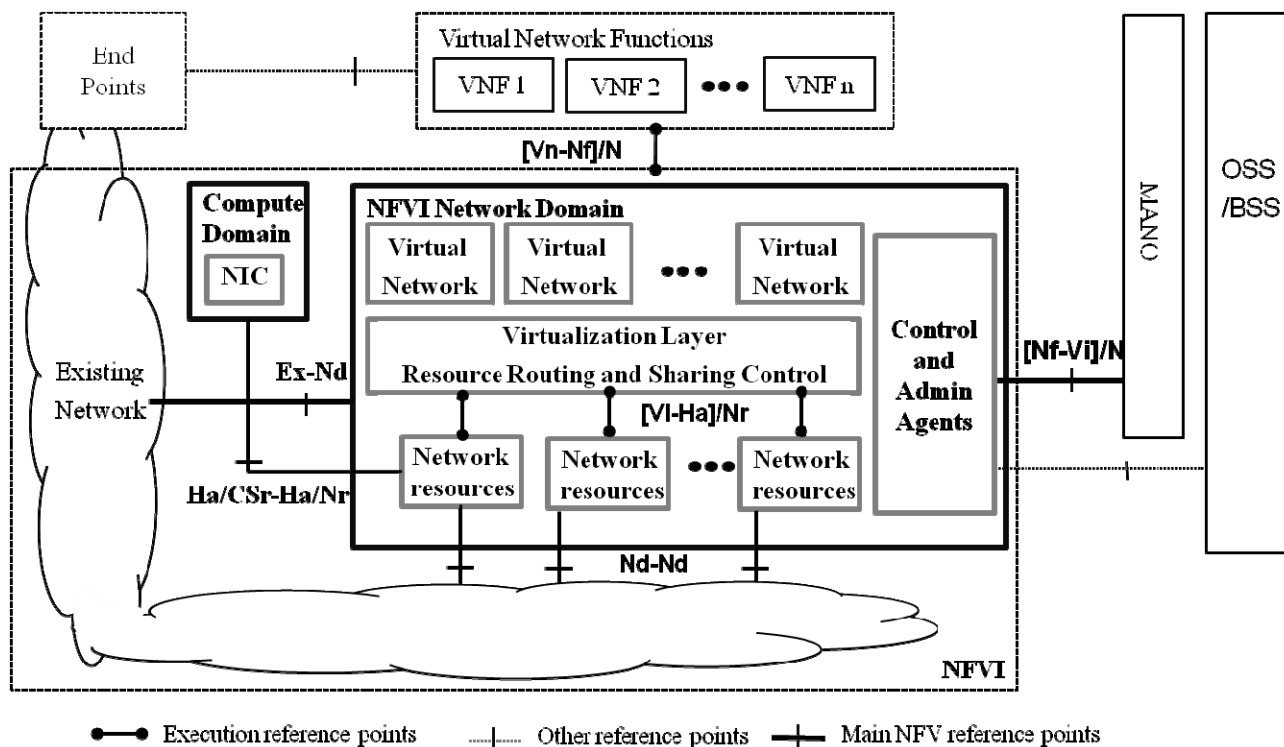 End
Points
Virtual Network Functions
VNF 1
VNF 2
VNF n
[Vn-Nf]/N
MANO
OSS
/BSS
Compute
Domain
NIC
NFVI Network Domain
Virtual
Network
Virtual
Network
Virtual
Network
Virtualization Layer
Resource Routing and Sharing Control
Control
and
Admin
Agents
[Nf-Vi]/N
Existing
Network
Ex-Nd
[Vl-Ha]/Nr
Network
resources
Network
resources
Network
resources
Ha/CSr-Ha/Nr
Nd-Nd
NFVI
Execution reference points
Other reference points
Main NFV reference points